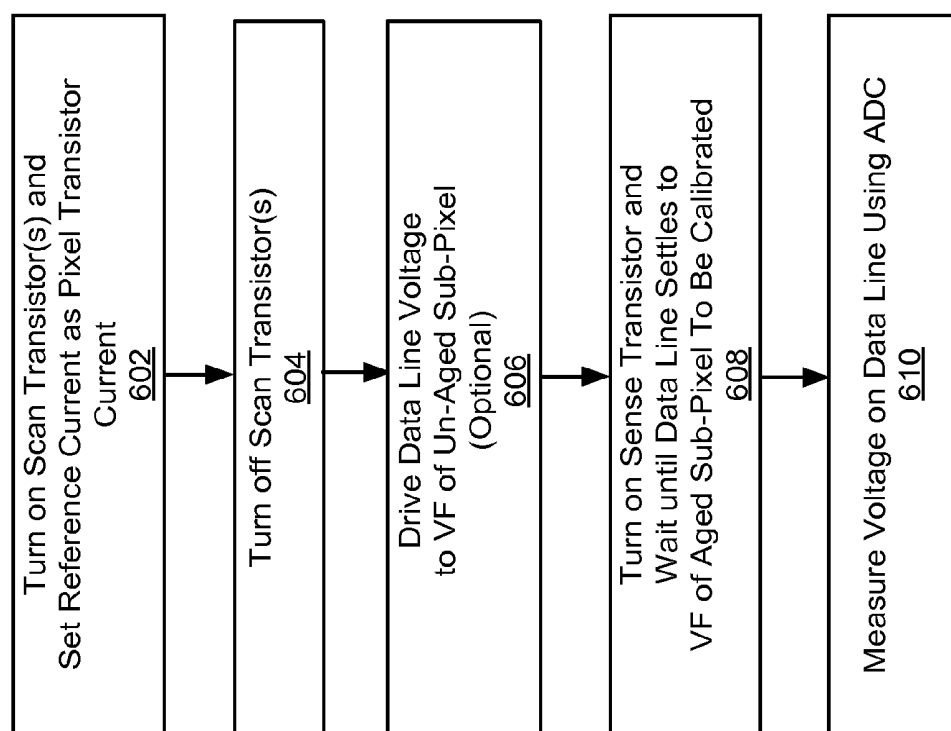 Turn on Scan Transistor(s) and
Set Reference Current as Pixel Transistor
Current
602
Turn off Scan Transistor(s)
604
Drive Data Line Voltage
to VF of Un-Aged Sub-Pixel
(Optional)
606
Turn on Sense Transistor and
Wait until Data Line Settles to
VF of Aged Sub-Pixel To Be Calibrated
608
Measure Voltage on Data Line Using ADC
610